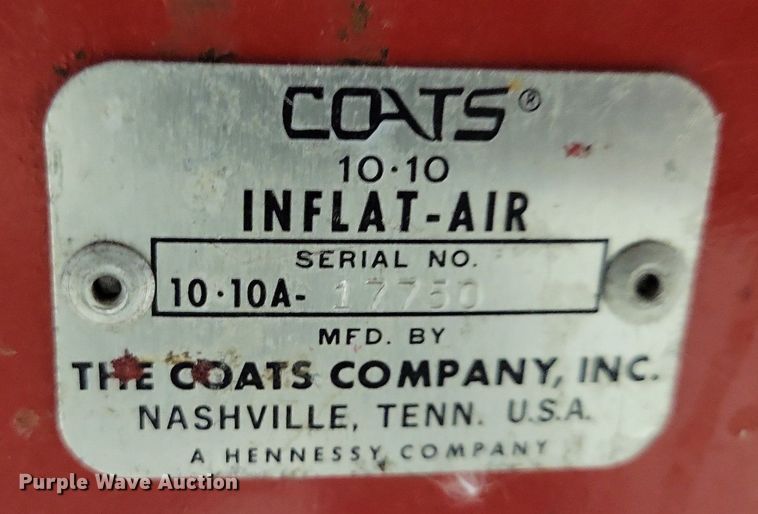 COATS®
10·10
INFLAT-AIR
SERIAL NO.
10·10A- 17750
MFD. BY
THE COATS COMPANY, INC.
NASHVILLE, TENN. U.S.A.
A HENNESSY COMPANY
Purple Wave Auction